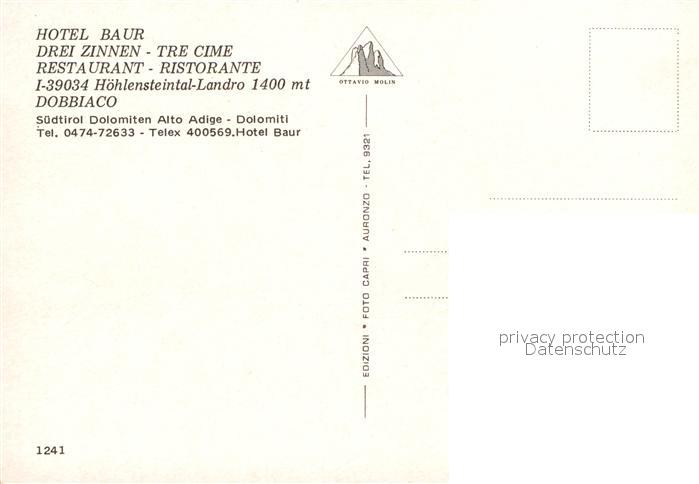 HOTEL BAUR
DREI ZINNEN - TRE CIME
RESTAURANT - RISTORANTE
I-39034 Höhlensteintal-Landro 1400 mt
DOBBIACO
Südtirol Dolomiten Alto Adige - Dolomiti
Tel. 0474-72633 - Telex 400569.Hotel Baur
OTTAVIO MOLIN
EDIZIONI * FOTO CAPRI * AURONZO - TEL. 9321
privacy protection
Datenschutz
1241